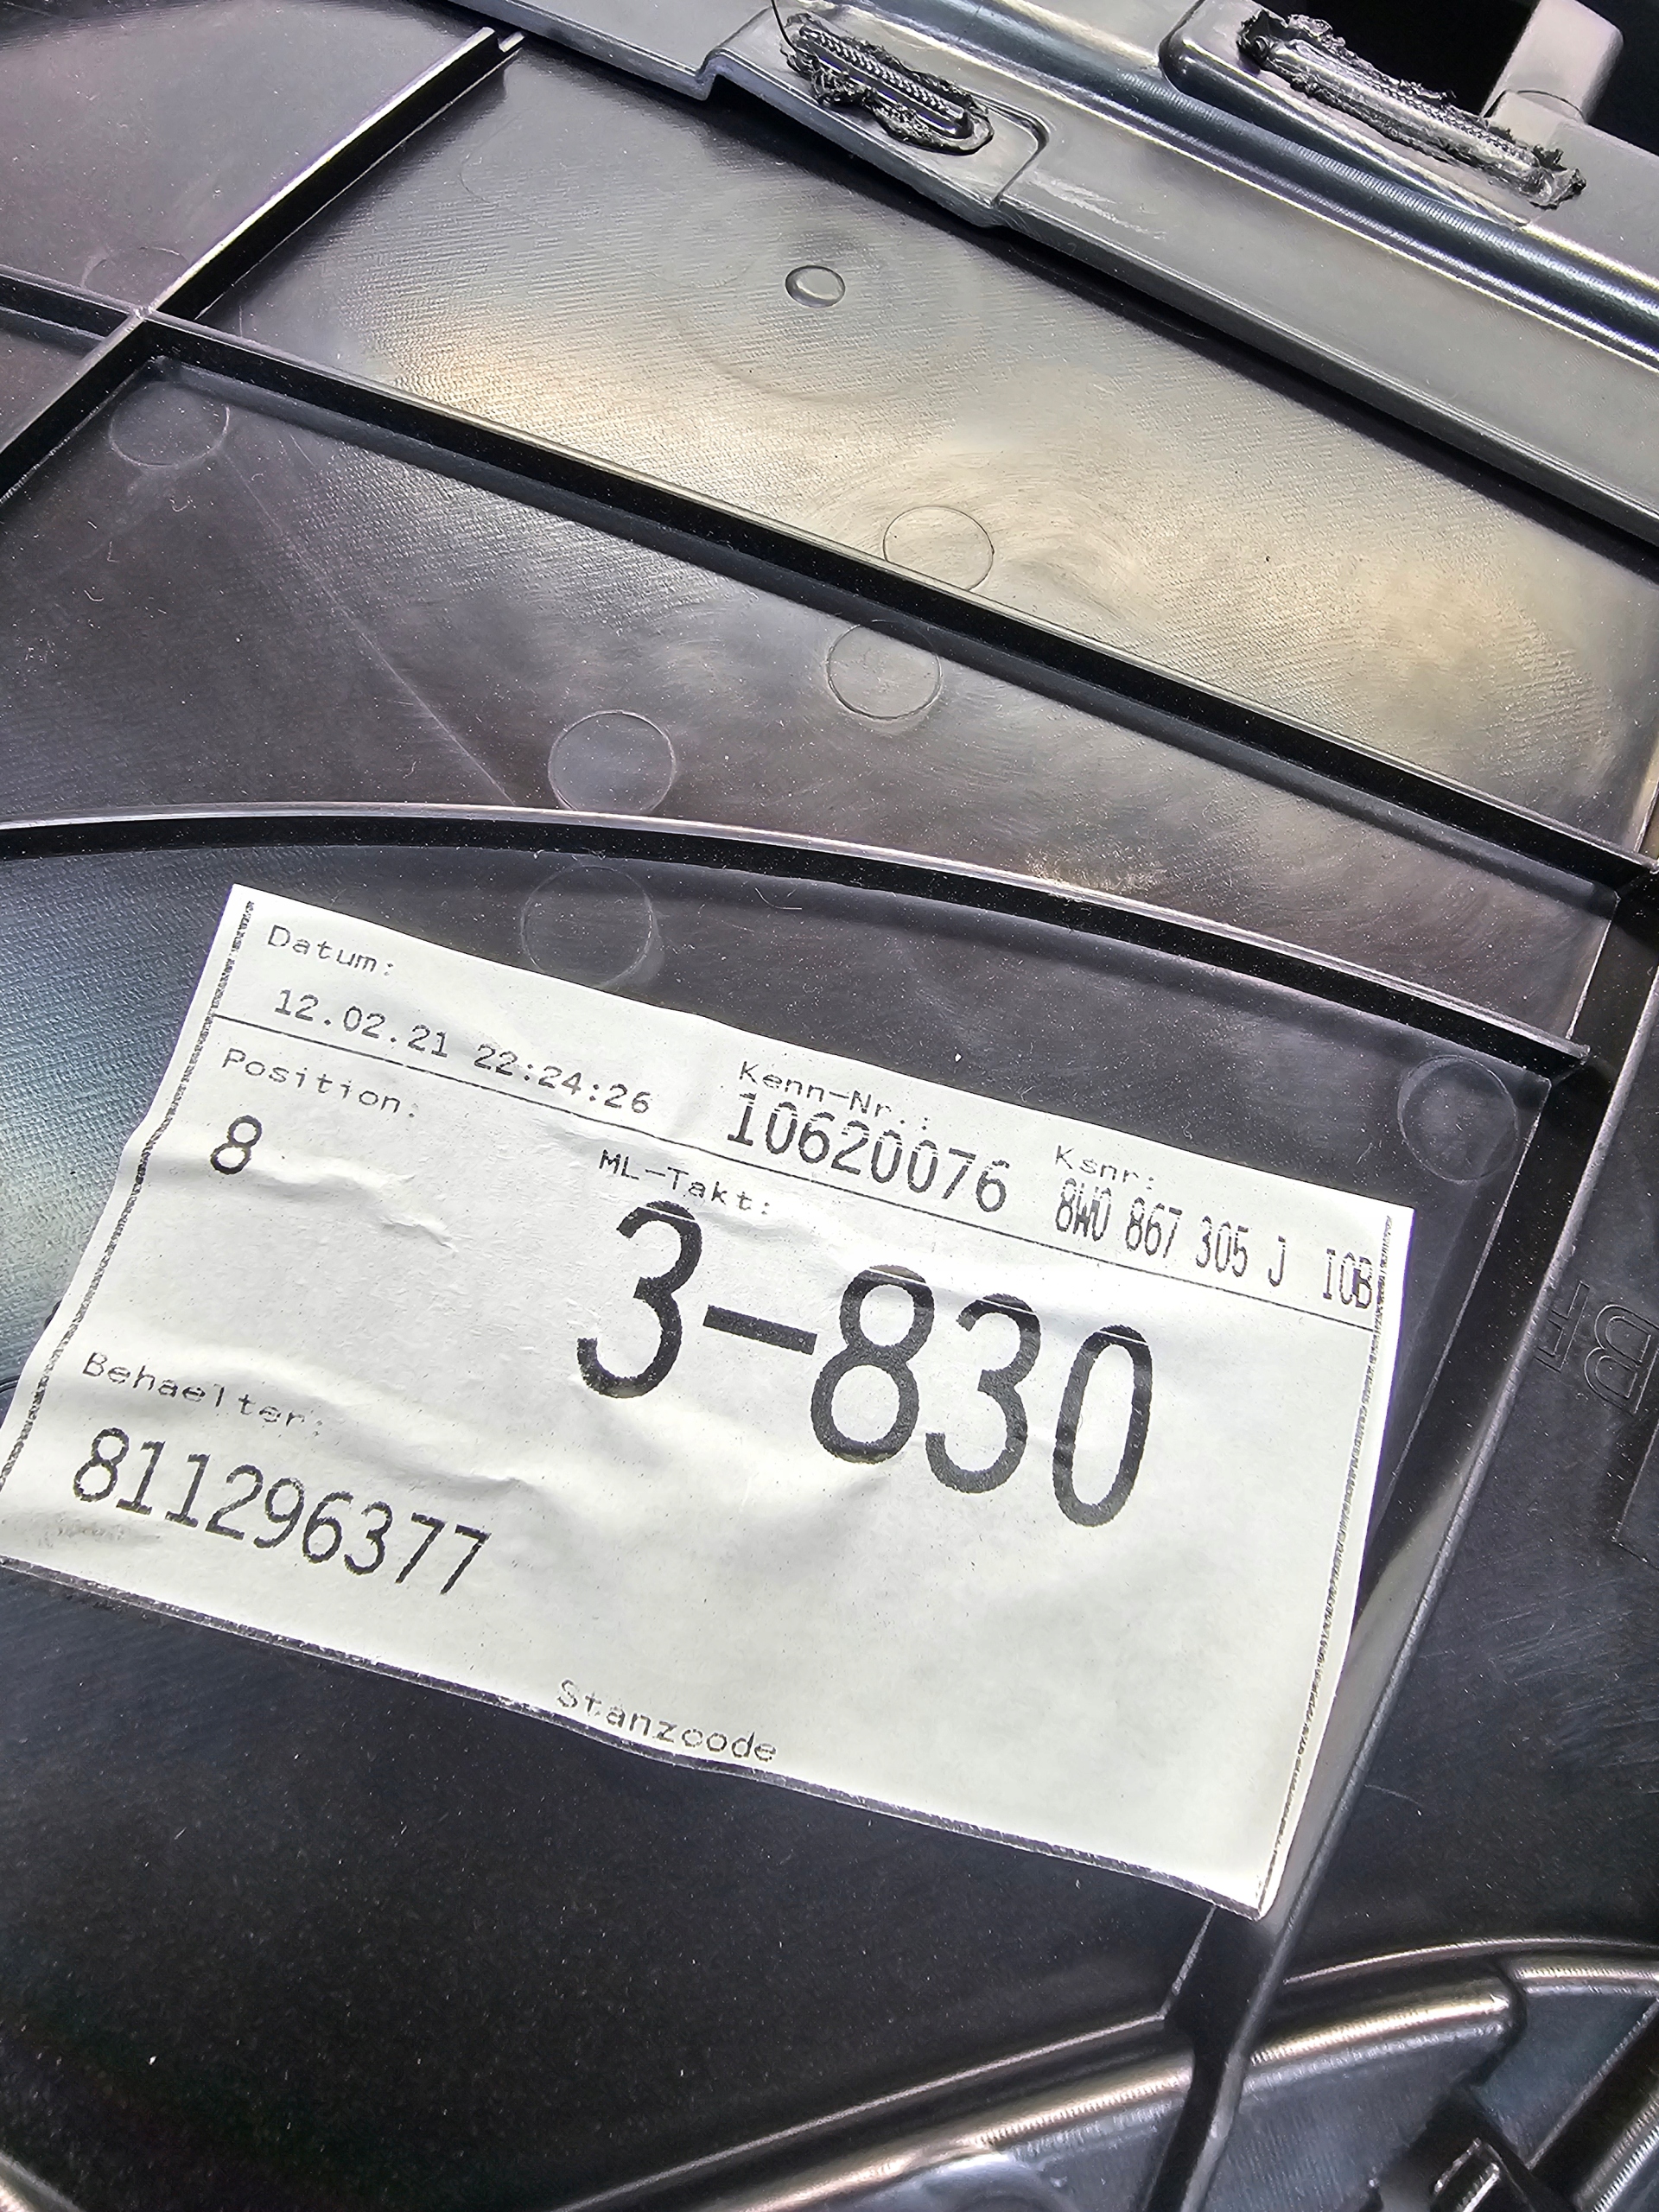 Datum:
12.02.21 22:24:26
Kenn-Nr.:
10620076
Ksnr:
8W0 867 305 J IOB
Position:
8
ML-Takt:
3-830
Behaelter:
811296377
Stanzcode